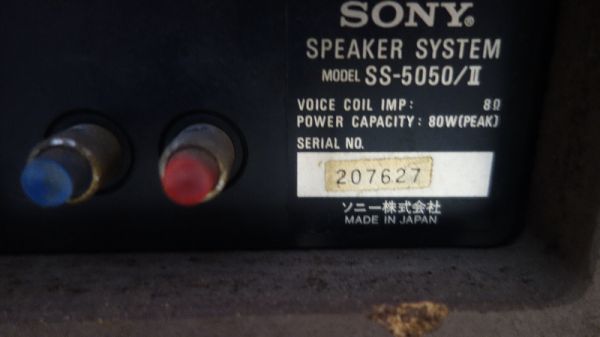 SONY®
SPEAKER SYSTEM
MODEL SS-5050/II
VOICE COIL IMP: 8Ω
POWER CAPACITY: 80W(PEAK)
SERIAL NO.
207627
ソニー株式会社
MADE IN JAPAN